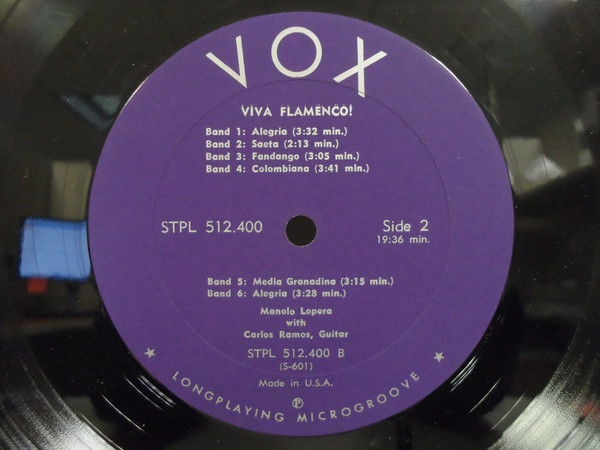 VOX
VIVA FLAMENCO!
Band 1: Alegria (3:32 min.)
Band 2: Saeta (2:13 min.)
Band 3: Fandango (3:05 min.)
Band 4: Colombiana (3:41 min.)
STPL 512.400
Side 2
19:36 min.
Band 5: Media Granadina (3:15 min.)
Band 6: Alegria (3:28 min.)
Manolo Lopera
with
Carlos Ramos, Guitar
STPL 512.400 B
(S-601)
Made in U.S.A.
℗
★ LONGPLAYING MICROGROOVE ★